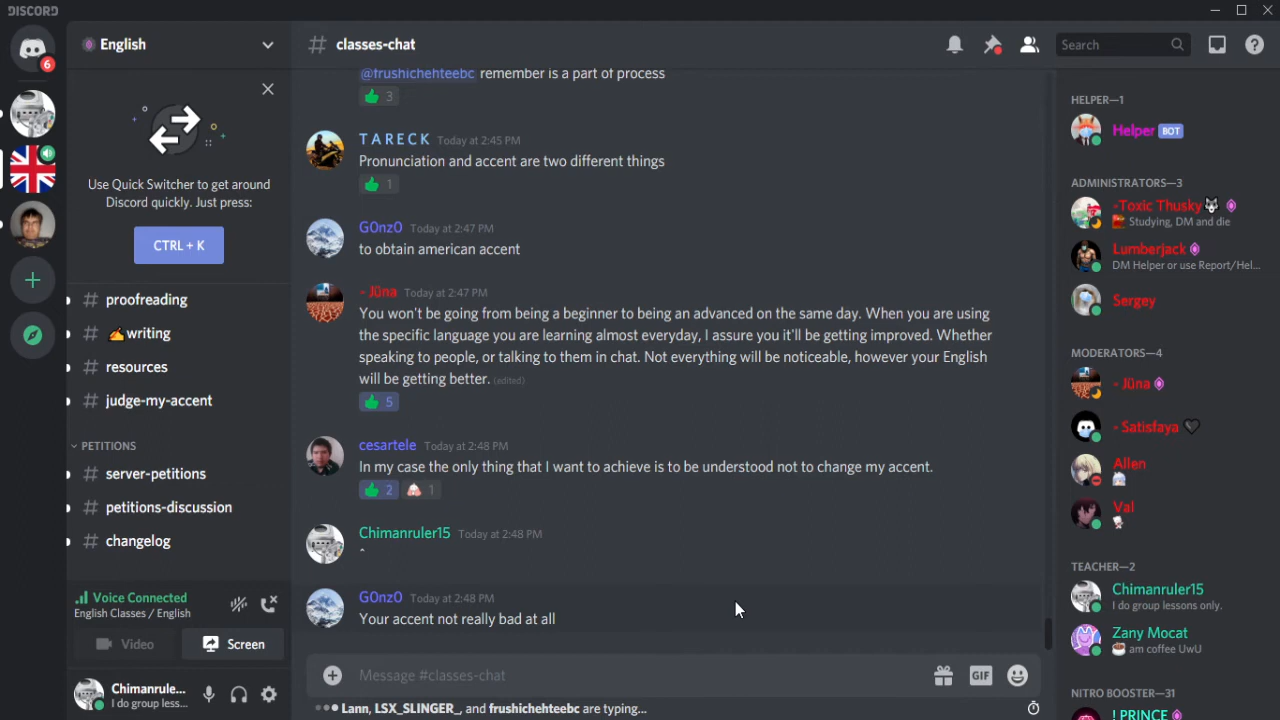 DISCORD
6
English
Use Quick Switcher to get around
Discord quickly. Just press:
CTRL + K
# proofreading
# ✍writing
# resources
# judge-my-accent
PETITIONS
# server-petitions
# petitions-discussion
# changelog
Voice Connected
English Classes / English
Video
Screen
Chimanrule...
I do group less...
# classes-chat
Search
@frushichehteebc remember is a part of process
3
T A R E C K Today at 2:45 PM
Pronunciation and accent are two different things
1
G0nzO Today at 2:47 PM
to obtain american accent
- Jüna Today at 2:47 PM
You won't be going from being a beginner to being an advanced on the same day. When you are using
the specific language you are learning almost everyday, I assure you it'll be getting improved. Whether
speaking to people, or talking to them in chat. Not everything will be noticeable, however your English
will be getting better. (edited)
5
cesartele Today at 2:48 PM
In my case the only thing that I want to achieve is to be understood not to change my accent.
2 1
Chimanruler15 Today at 2:48 PM
^
G0nzO Today at 2:48 PM
Your accent not really bad at all
Message #classes-chat
GIF
Lann, LSX_SLINGER_, and frushichehteebc are typing...
HELPER—1
Helper BOT
ADMINISTRATORS—3
-Toxic Thusky
Studying, DM and die
Lumberjack
DM Helper or use Report/Hel...
Sergey
MODERATORS—4
- Jüna
- Satisfaya
Allen
Val
TEACHER—2
Chimanruler15
I do group lessons only.
Zany Mocat
am coffee UwU
NITRO BOOSTER—31
! PRINCE